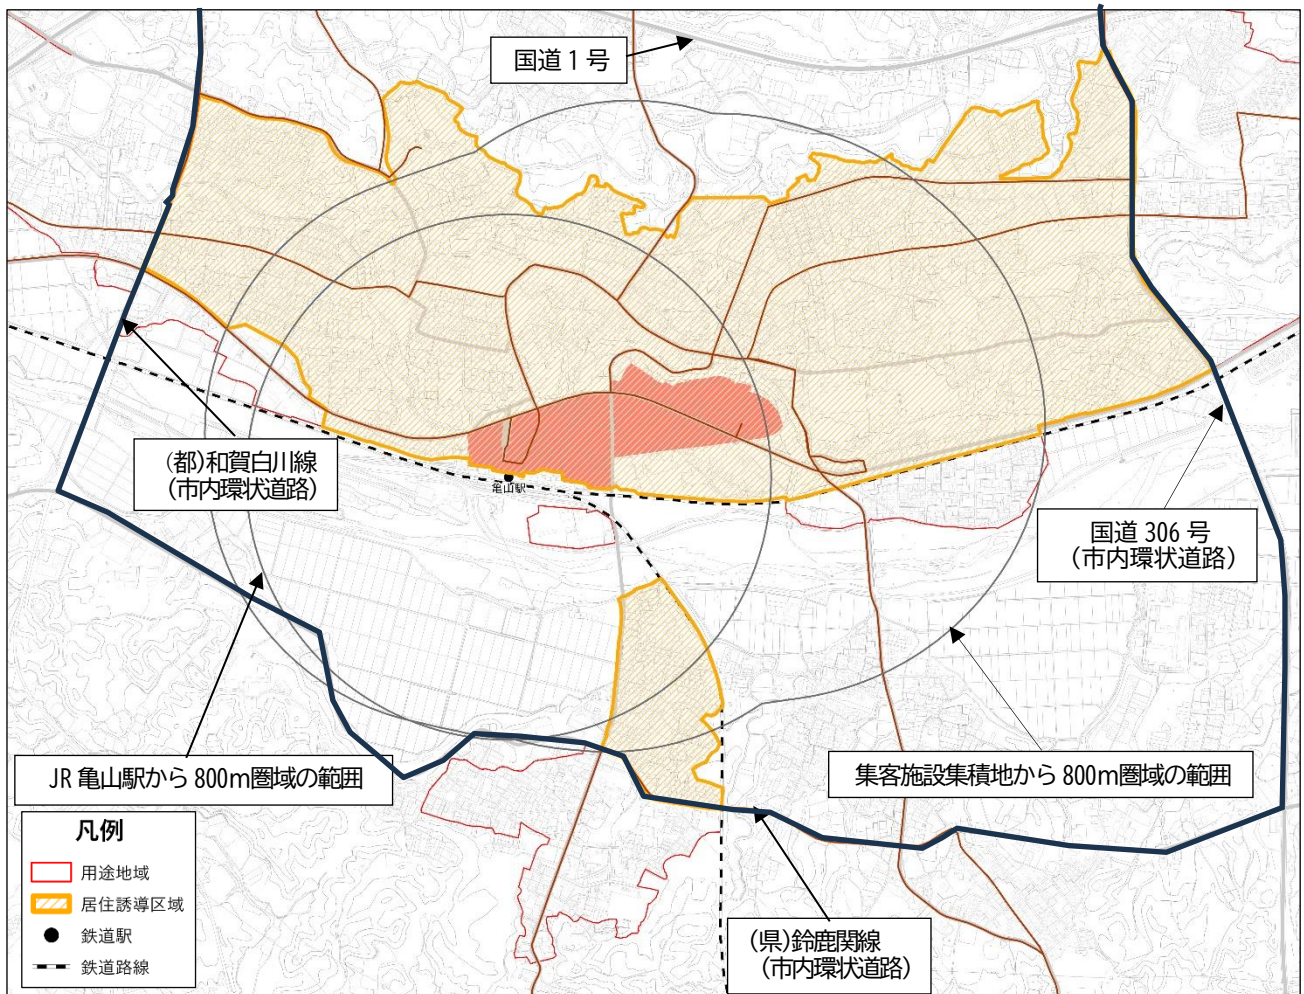 国道1号
(都)和賀白川線
(市内環状道路)
亀山駅
国道 306 号
(市内環状道路)
JR 亀山駅から 800m圏域の範囲
集客施設集積地から 800m圏域の範囲
(県)鈴鹿関線
(市内環状道路)
凡例
用途地域
居住誘導区域
鉄道駅
鉄道路線